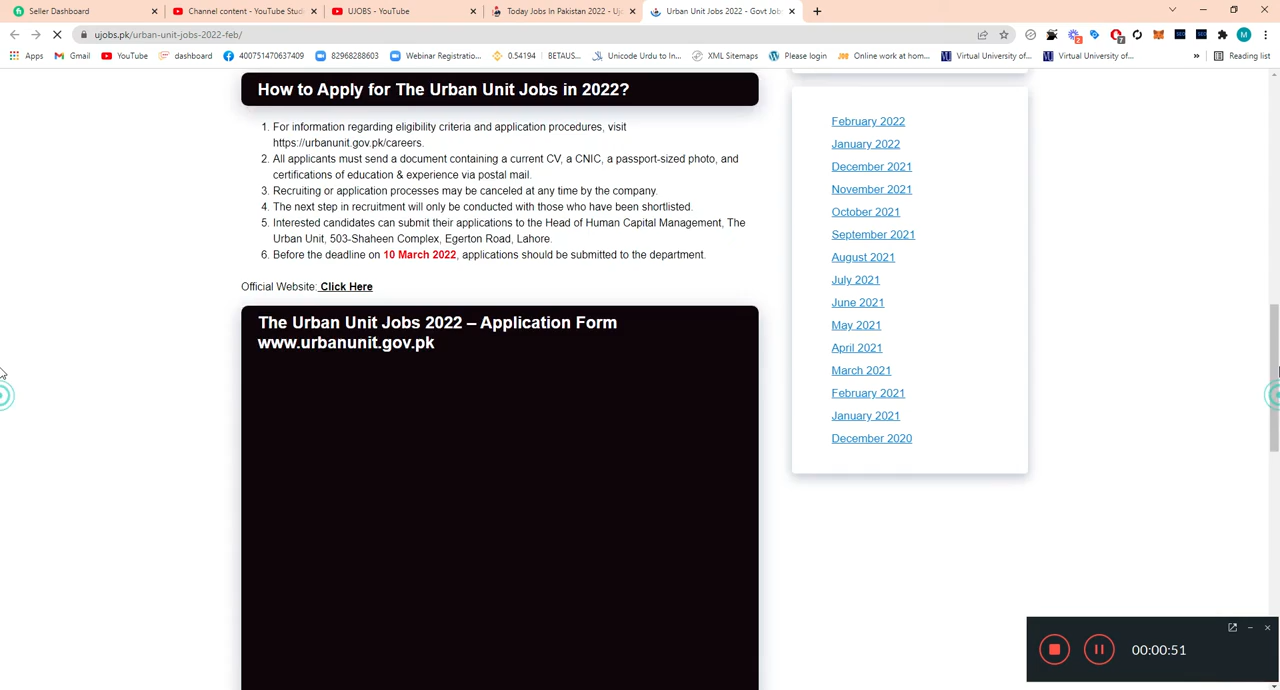 Seller Dashboard
Channel content - YouTube Stud
UJOBS - YouTube
Today Jobs In Pakistan 2022 - Ujo
Urban Unit Jobs 2022 - Govt Job
ujobs.pk/urban-unit-jobs-2022-feb/
Apps
Gmail
YouTube
dashboard
400751470637409
82968288603
Webinar Registratio...
0.54194 | BETAUS...
Unicode Urdu to In...
XML Sitemaps
Please login
Online work at hom...
Virtual University of...
Virtual University of...
»
Reading list
How to Apply for The Urban Unit Jobs in 2022?
1. For information regarding eligibility criteria and application procedures, visit
https://urbanunit.gov.pk/careers.
2. All applicants must send a document containing a current CV, a CNIC, a passport-sized photo, and
certifications of education & experience via postal mail.
3. Recruiting or application processes may be canceled at any time by the company.
4. The next step in recruitment will only be conducted with those who have been shortlisted.
5. Interested candidates can submit their applications to the Head of Human Capital Management, The
Urban Unit, 503-Shaheen Complex, Egerton Road, Lahore.
6. Before the deadline on 10 March 2022, applications should be submitted to the department.
Official Website: Click Here
The Urban Unit Jobs 2022 – Application Form
www.urbanunit.gov.pk
February 2022
January 2022
December 2021
November 2021
October 2021
September 2021
August 2021
July 2021
June 2021
May 2021
April 2021
March 2021
February 2021
January 2021
December 2020
00:00:51